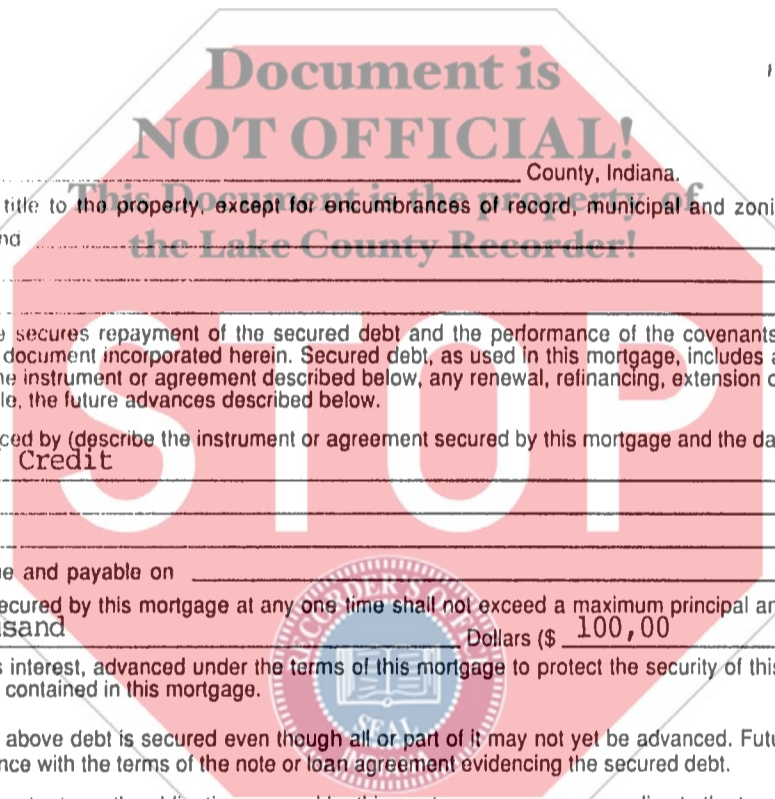 Document is
NOT OFFICIAL!
County, Indiana.
This Document is the property of
title to the property, except for encumbrances of record, municipal and zoni
nd
the Lake County Recorder!
secures repayment of the secured debt and the performance of the covenants
document incorporated herein. Secured debt, as used in this mortgage, includes a
e instrument or agreement described below, any renewal, refinancing, extension o
le, the future advances described below.
STOP
ced by (describe the instrument or agreement secured by this mortgage and the da
Credit
e and payable on
ecured by this mortgage at any one time shall not exceed a maximum principal am
sand Dollars ($ 100,00
RECORDER'S OFFICE
SEAL
s interest, advanced under the terms of this mortgage to protect the security of this
contained in this mortgage.
above debt is secured even though all or part of it may not yet be advanced. Futu
nce with the terms of the note or loan agreement evidencing the secured debt.